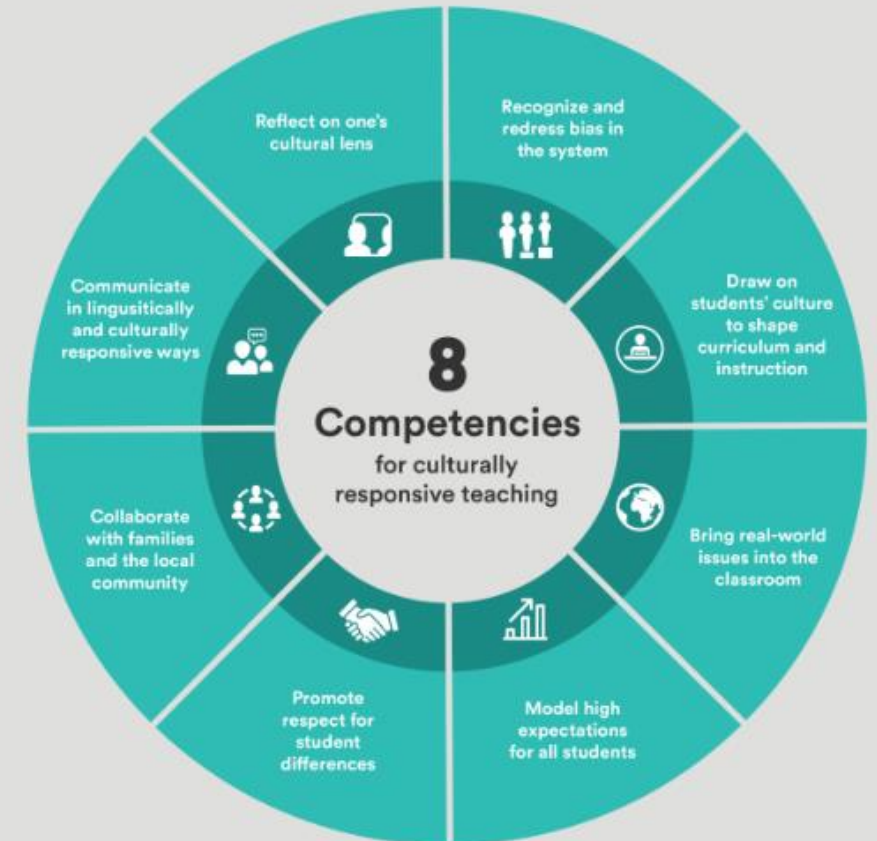 Reflect on one's
cultural lens
Recognize and
redress bias in
the system
Draw on
students' culture
to shape
curriculum and
instruction
Bring real-world
issues into the
classroom
Model high
expectations
for all students
Promote
respect for
student
differences
Collaborate
with families
and the local
community
Communicate
in lingusitically
and culturally
responsive ways
8
Competencies
for culturally
responsive teaching